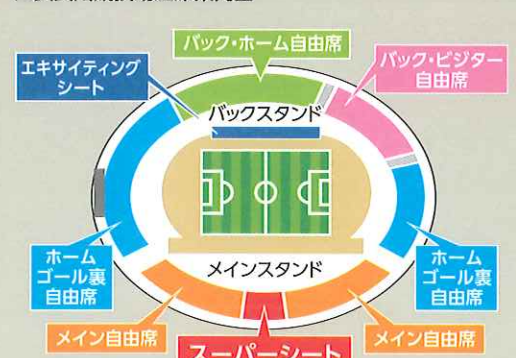 バック・ホーム自由席
エキサイティング
シート
バック・ビジター
自由席
バックスタンド
メインスタンド
ホーム
ゴール裏
自由席
ホーム
ゴール裏
自由席
メイン自由席
スーパーシート
メイン自由席